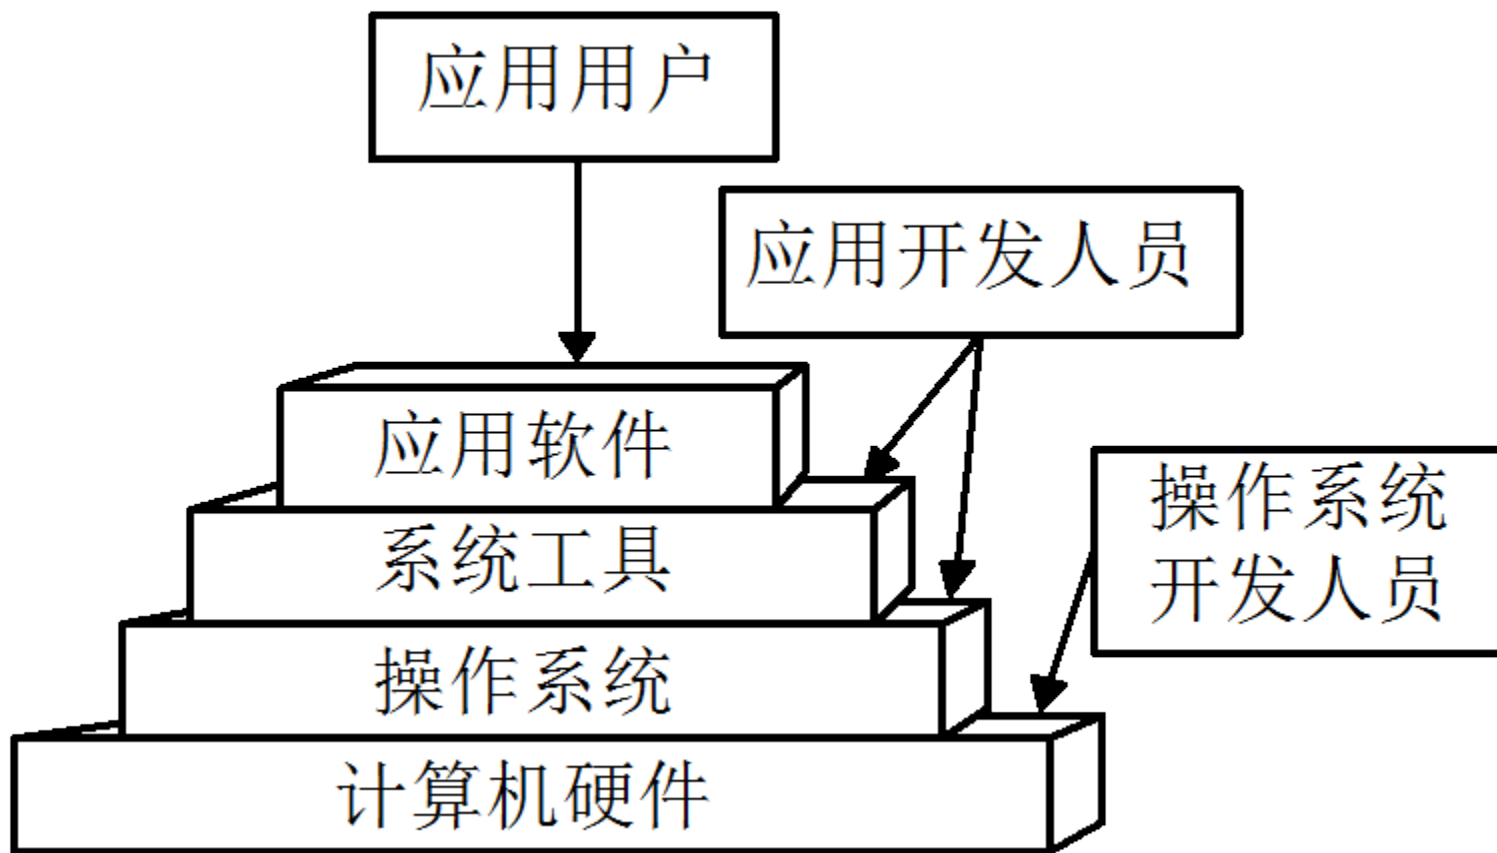 应用用户
应用开发人员
应用软件
操作系统
开发人员
系统工具
操作系统
计算机硬件